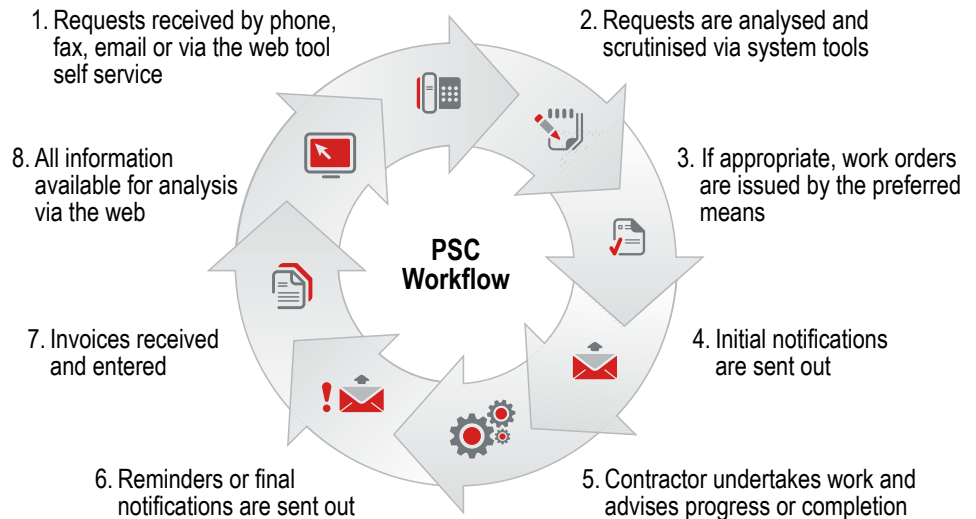 1. Requests received by phone,
fax, email or via the web tool
self service
2. Requests are analysed and
scrutinised via system tools
3. If appropriate, work orders
are issued by the preferred
means
4. Initial notifications
are sent out
5. Contractor undertakes work and
advises progress or completion
6. Reminders or final
notifications are sent out
7. Invoices received
and entered
8. All information
available for analysis
via the web
PSC
Workflow
!